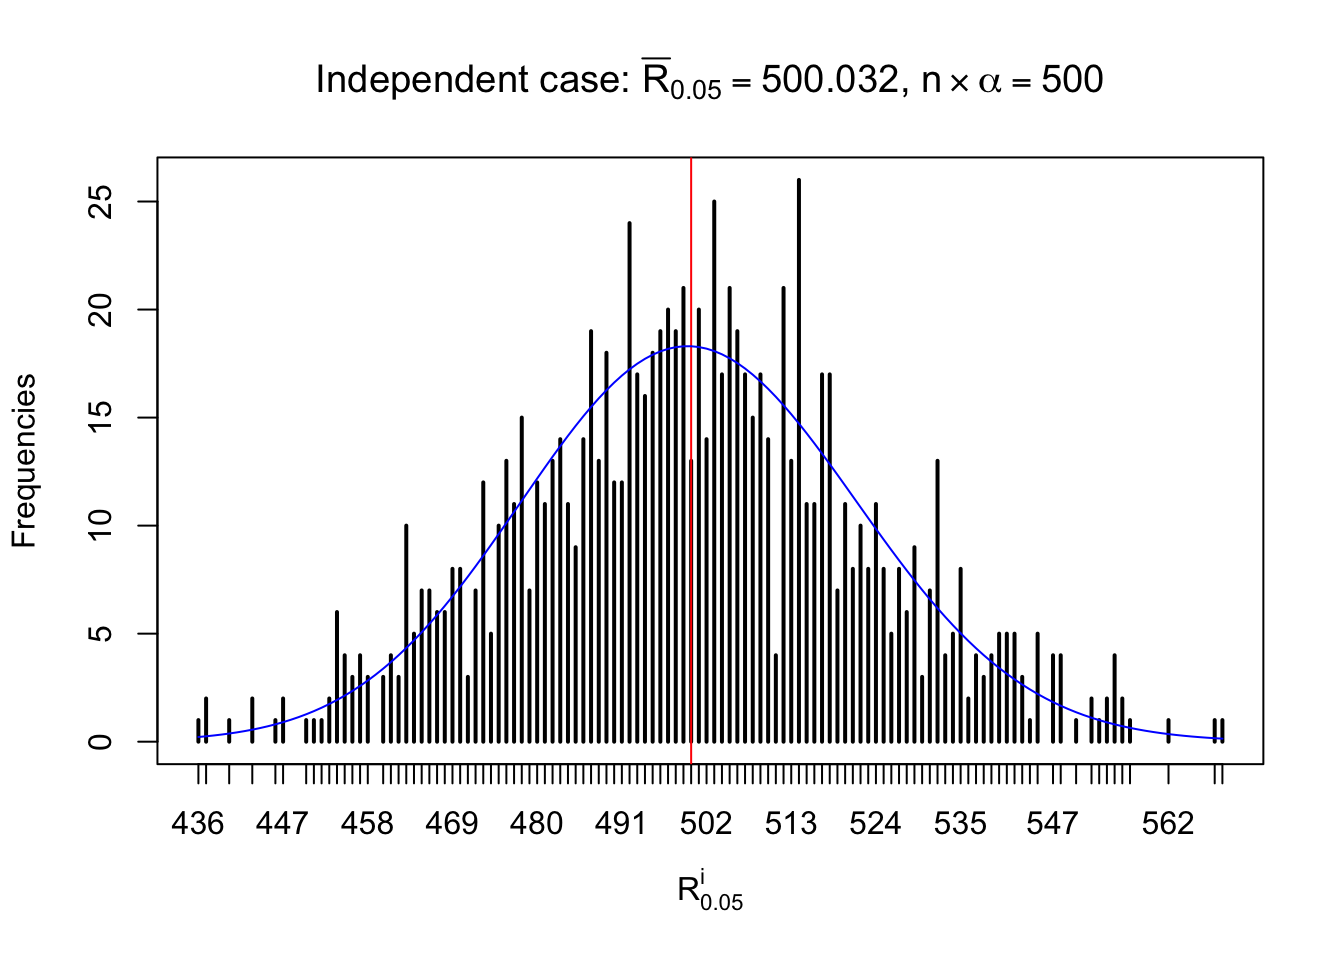 Independent case: R̅0.05 = 500.032, n × α = 500
Frequencies
25
20
15
10
5
0
436 447 458 469 480 491 502 513 524 535 547 562
R^i_0.05